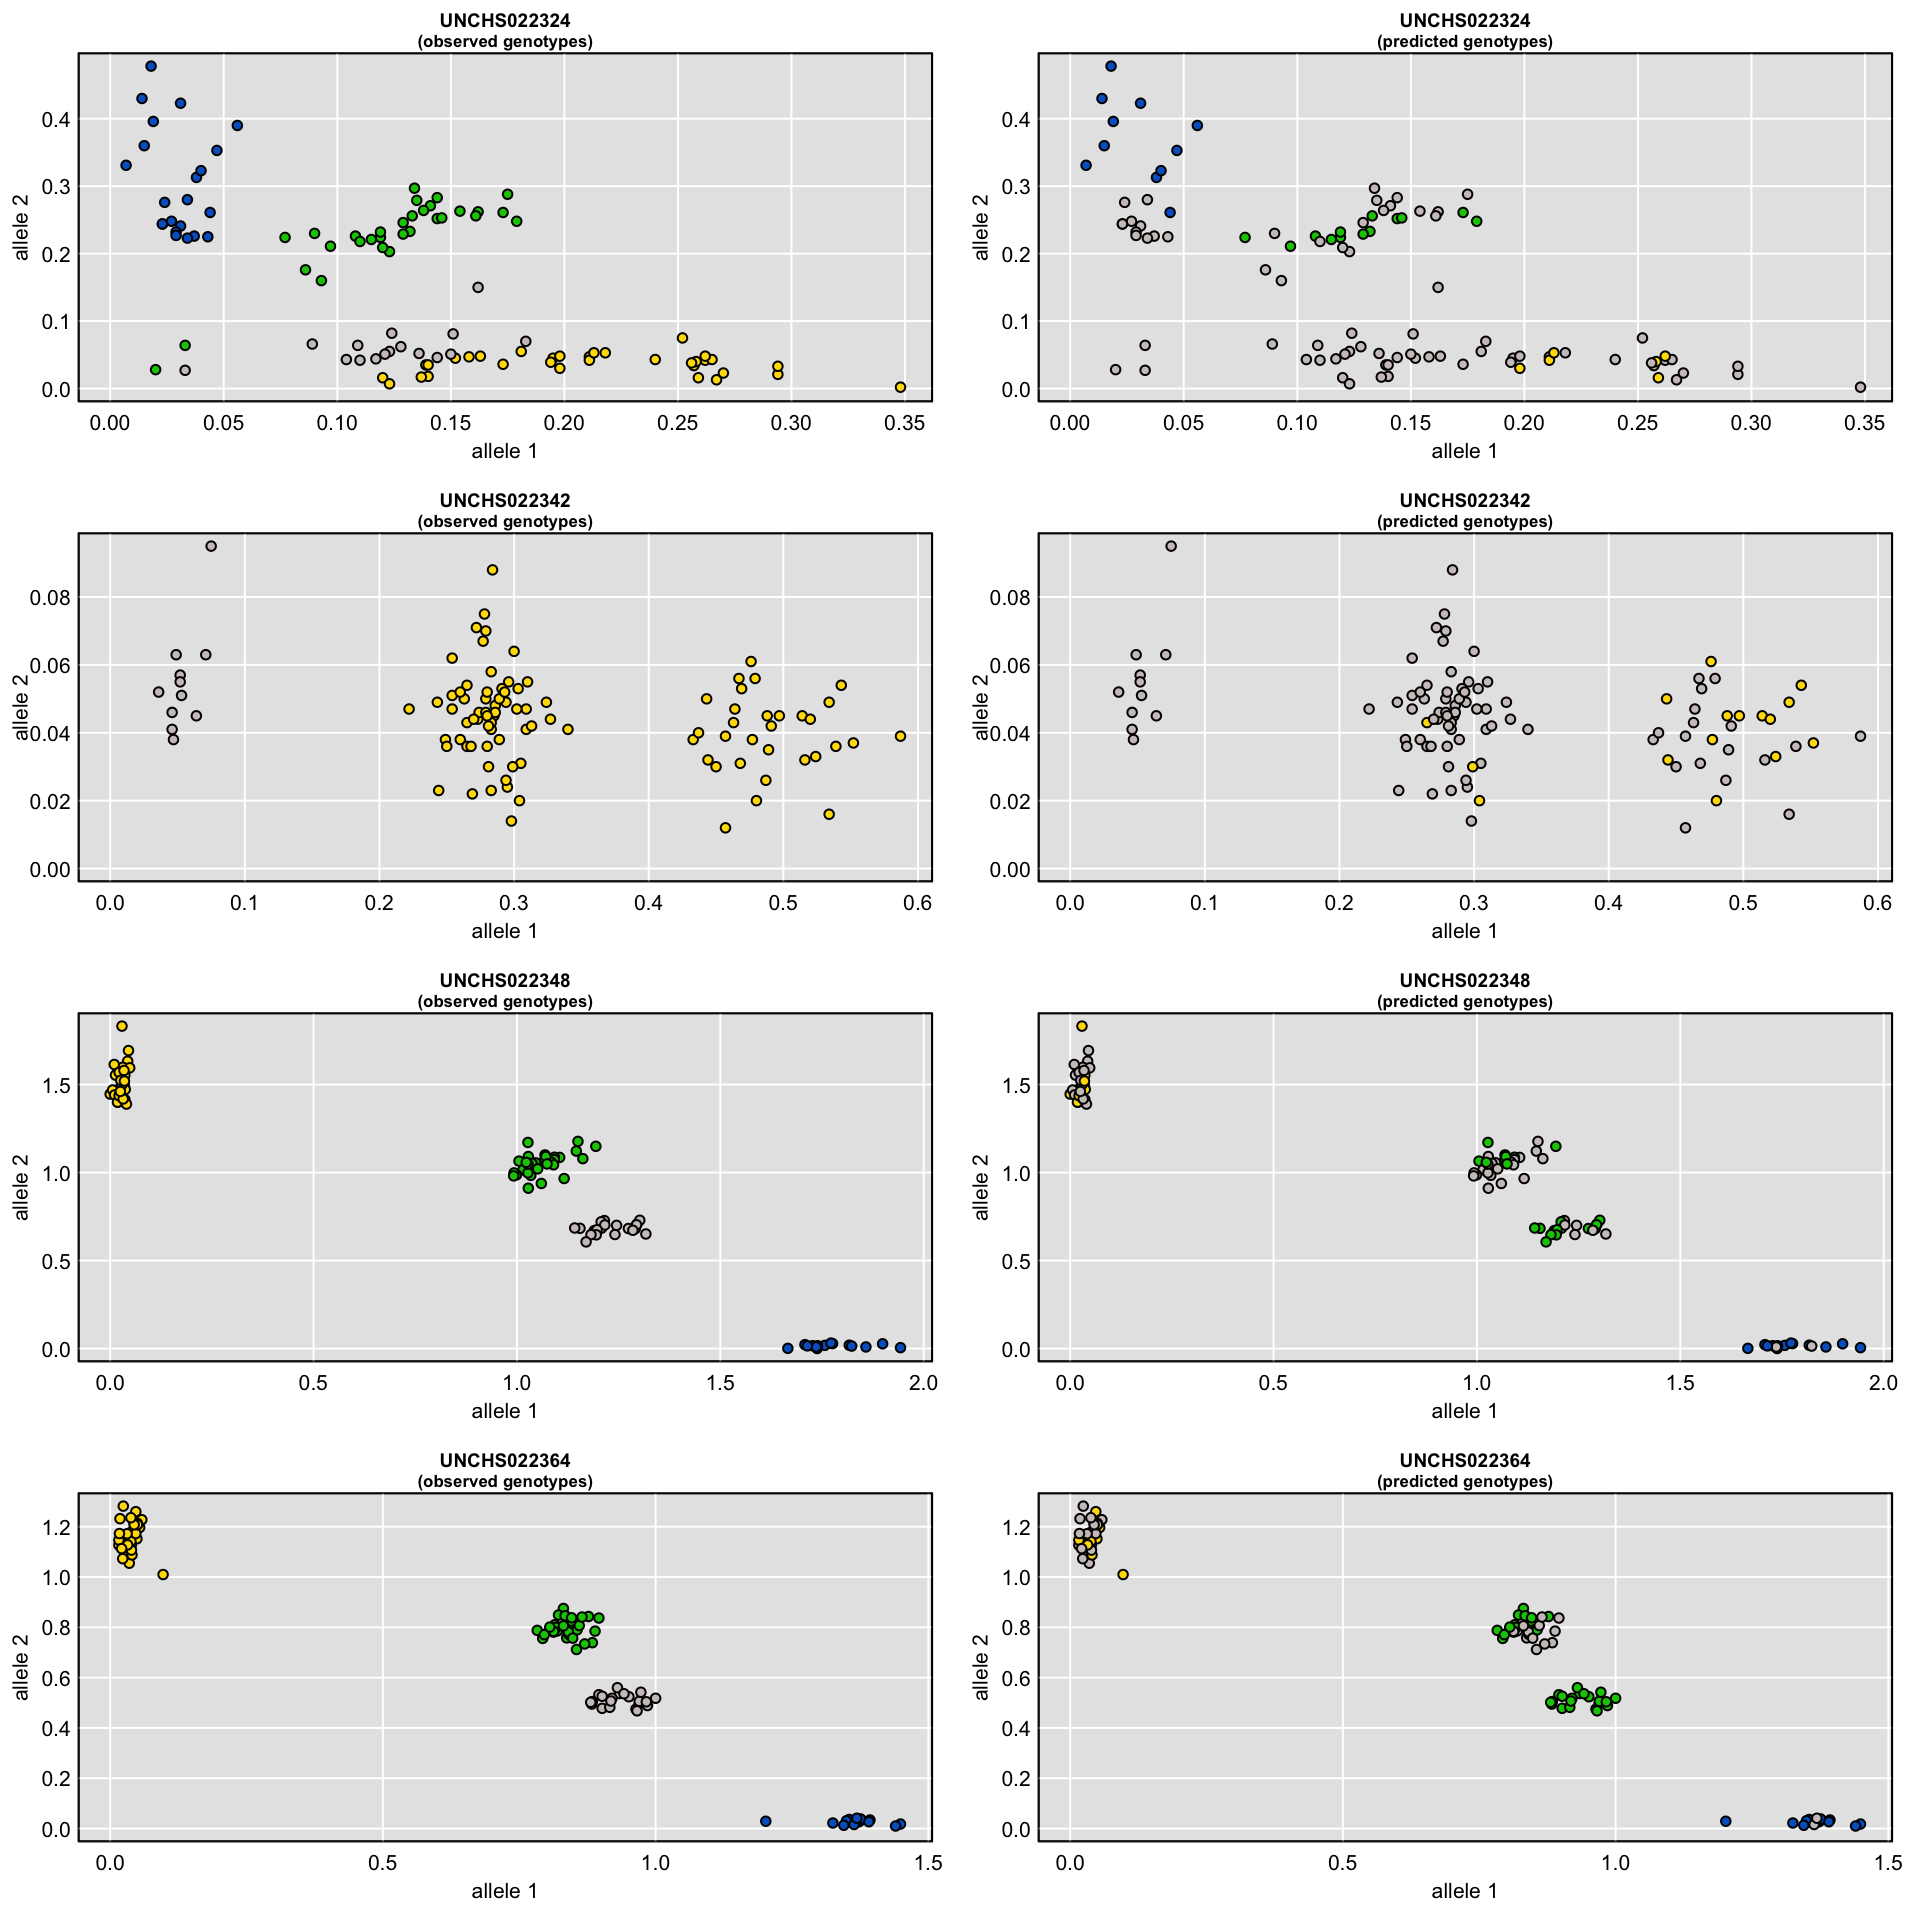 UNCHS022324
(observed genotypes)
allele 2
0.4
0.3
0.2
0.1
0.0
0.00 0.05 0.10 0.15 0.20 0.25 0.30 0.35
allele 1
UNCHS022324
(predicted genotypes)
allele 2
0.4
0.3
0.2
0.1
0.0
0.00 0.05 0.10 0.15 0.20 0.25 0.30 0.35
allele 1
UNCHS022342
(observed genotypes)
allele 2
0.08
0.06
0.04
0.02
0.00
0.0 0.1 0.2 0.3 0.4 0.5 0.6
allele 1
UNCHS022342
(predicted genotypes)
allele 2
0.08
0.06
0.04
0.02
0.00
0.0 0.1 0.2 0.3 0.4 0.5 0.6
allele 1
UNCHS022348
(observed genotypes)
allele 2
1.5
1.0
0.5
0.0
0.0 0.5 1.0 1.5 2.0
allele 1
UNCHS022348
(predicted genotypes)
allele 2
1.5
1.0
0.5
0.0
0.0 0.5 1.0 1.5 2.0
allele 1
UNCHS022364
(observed genotypes)
allele 2
1.2
1.0
0.8
0.6
0.4
0.2
0.0
0.0 0.5 1.0 1.5
allele 1
UNCHS022364
(predicted genotypes)
allele 2
1.2
1.0
0.8
0.6
0.4
0.2
0.0
0.0 0.5 1.0 1.5
allele 1